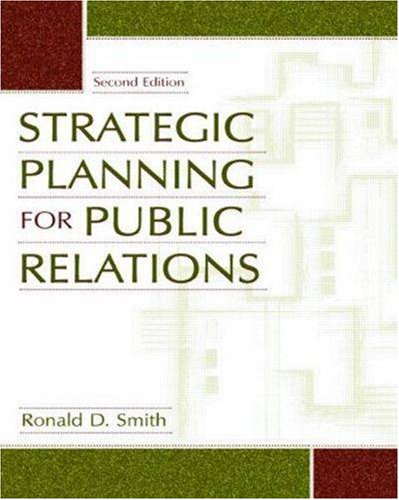 Second Edition
STRATEGIC
PLANNING
FOR PUBLIC
RELATIONS
Ronald D. Smith